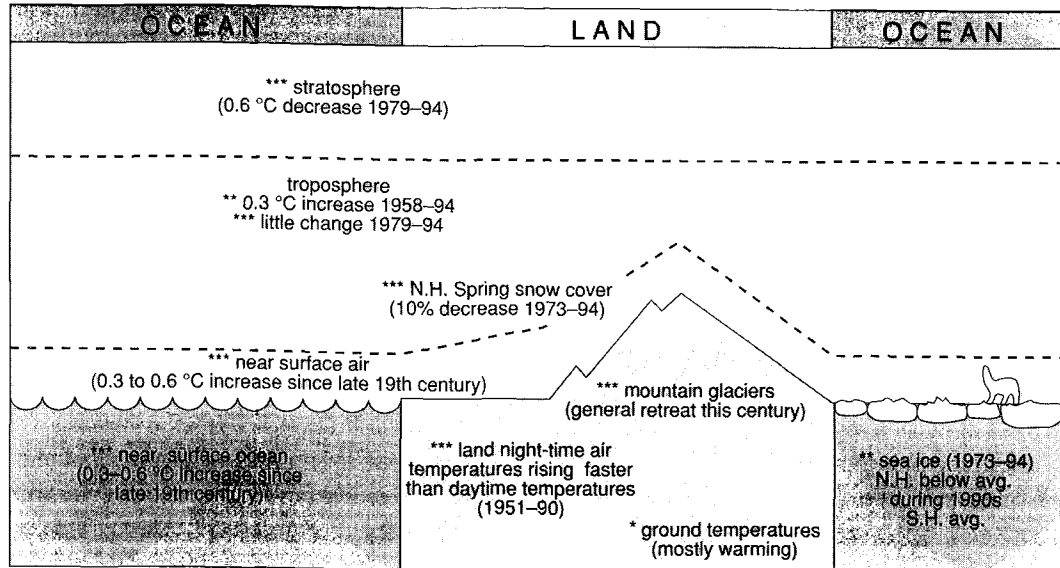 OCEAN LAND OCEAN
*** stratosphere
(0.6 °C decrease 1979–94)
troposphere
** 0.3 °C increase 1958–94
*** little change 1979–94
*** N.H. Spring snow cover
(10% decrease 1973–94)
*** near surface air
(0.3 to 0.6 °C increase since late 19th century)
*** mountain glaciers
(general retreat this century)
*** near surface ocean
(0.3–0.6 °C increase since
late 19th century)
*** land night-time air
temperatures rising faster
than daytime temperatures
(1951–90)
* ground temperatures
(mostly warming)
** sea ice (1973–94)
N.H. below avg.
during 1990s
S.H. avg.